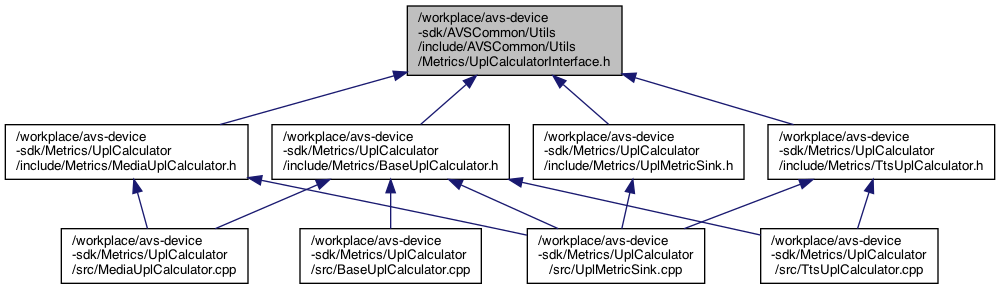 /workplace/avs-device
-sdk/AVSCommon/Utils
/include/AVSCommon/Utils
/Metrics/UplCalculatorInterface.h
/workplace/avs-device
-sdk/Metrics/UplCalculator
/include/Metrics/MediaUplCalculator.h
/workplace/avs-device
-sdk/Metrics/UplCalculator
/include/Metrics/BaseUplCalculator.h
/workplace/avs-device
-sdk/Metrics/UplCalculator
/include/Metrics/UplMetricSink.h
/workplace/avs-device
-sdk/Metrics/UplCalculator
/include/Metrics/TtsUplCalculator.h
/workplace/avs-device
-sdk/Metrics/UplCalculator
/src/MediaUplCalculator.cpp
/workplace/avs-device
-sdk/Metrics/UplCalculator
/src/BaseUplCalculator.cpp
/workplace/avs-device
-sdk/Metrics/UplCalculator
/src/UplMetricSink.cpp
/workplace/avs-device
-sdk/Metrics/UplCalculator
/src/TtsUplCalculator.cpp